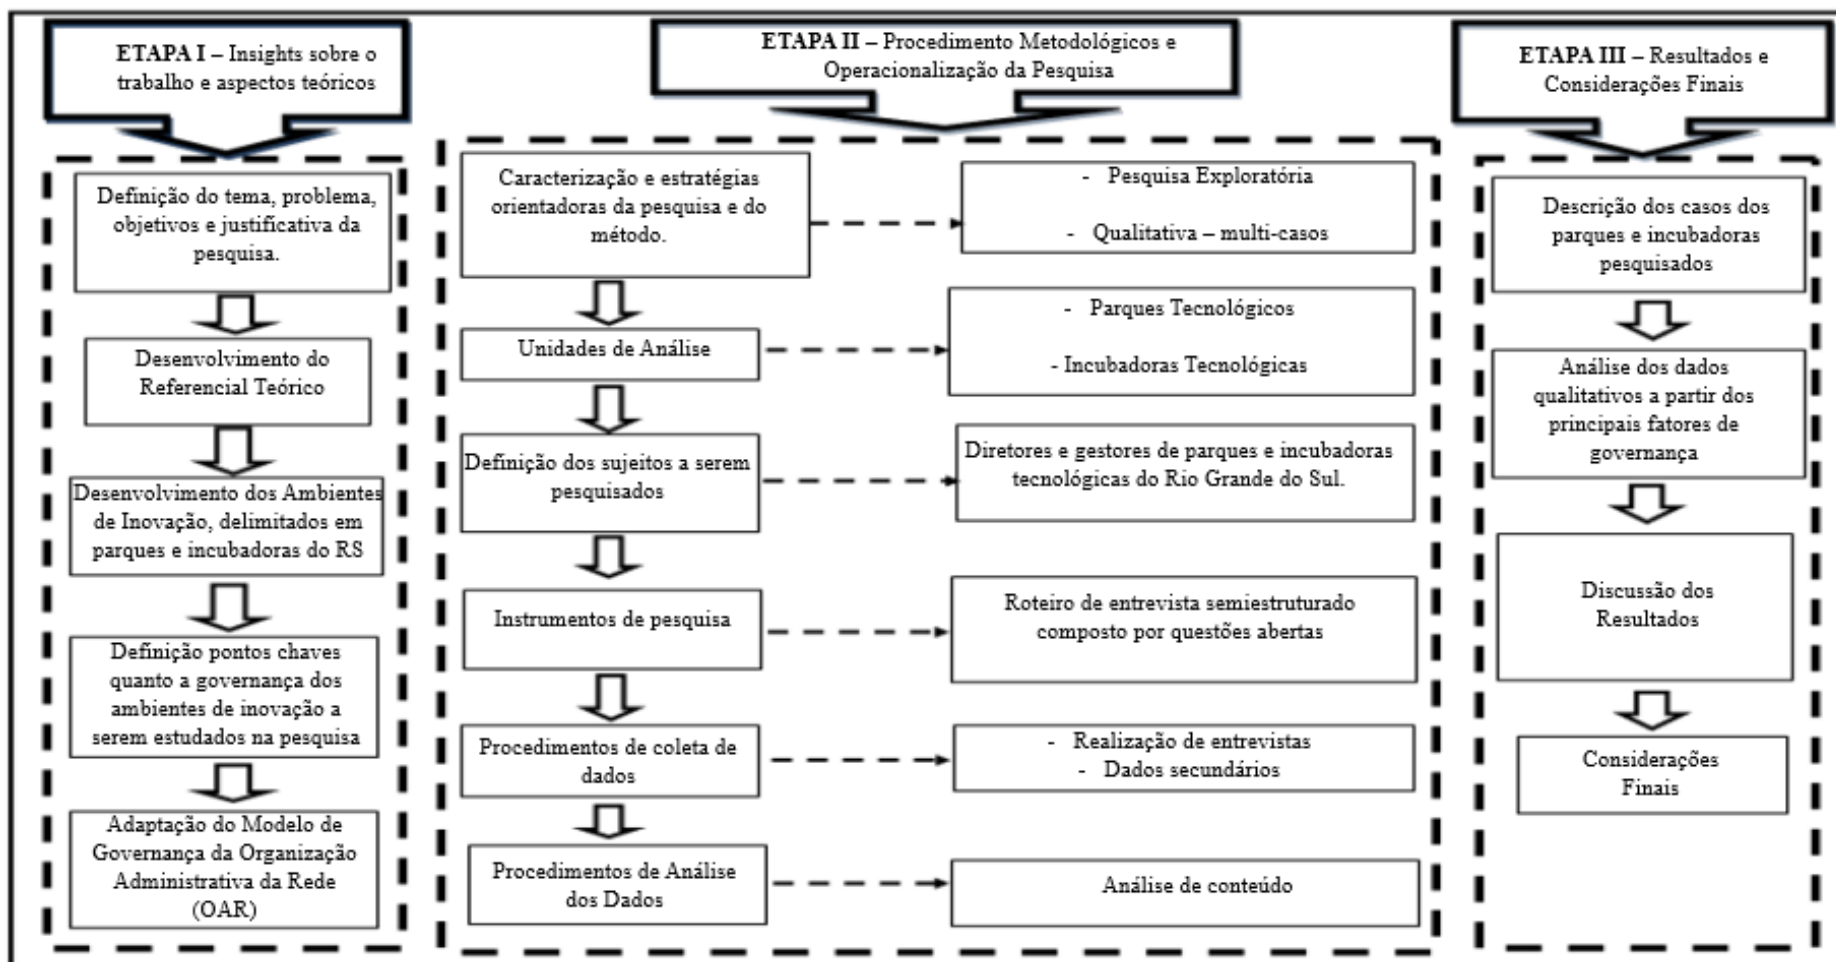 ETAPA I – Insights sobre o
trabalho e aspectos teóricos
Definição do tema, problema,
objetivos e justificativa da
pesquisa.
Desenvolvimento do
Referencial Teórico
Desenvolvimento dos Ambientes
de Inovação, delimitados em
parques e incubadoras do RS
Definição pontos chaves
quanto a governança dos
ambientes de inovação a
serem estudados na pesquisa
Adaptação do Modelo de
Governança da Organização
Administrativa da Rede
(OAR)
ETAPA II – Procedimento Metodológicos e
Operacionalização da Pesquisa
Caracterização e estratégias
orientadoras da pesquisa e do
método.
- Pesquisa Exploratória
- Qualitativa – multi-casos
Unidades de Análise
- Parques Tecnológicos
- Incubadoras Tecnológicas
Definição dos sujeitos a serem
pesquisados
Diretores e gestores de parques e incubadoras
tecnológicas do Rio Grande do Sul.
Instrumentos de pesquisa
Roteiro de entrevista semiestruturado
composto por questões abertas
Procedimentos de coleta de
dados
- Realização de entrevistas
- Dados secundários
Procedimentos de Análise
dos Dados
Análise de conteúdo
ETAPA III – Resultados e
Considerações Finais
Descrição dos casos dos
parques e incubadoras
pesquisados
Análise dos dados
qualitativos a partir dos
principais fatores de
governança
Discussão dos
Resultados
Considerações
Finais